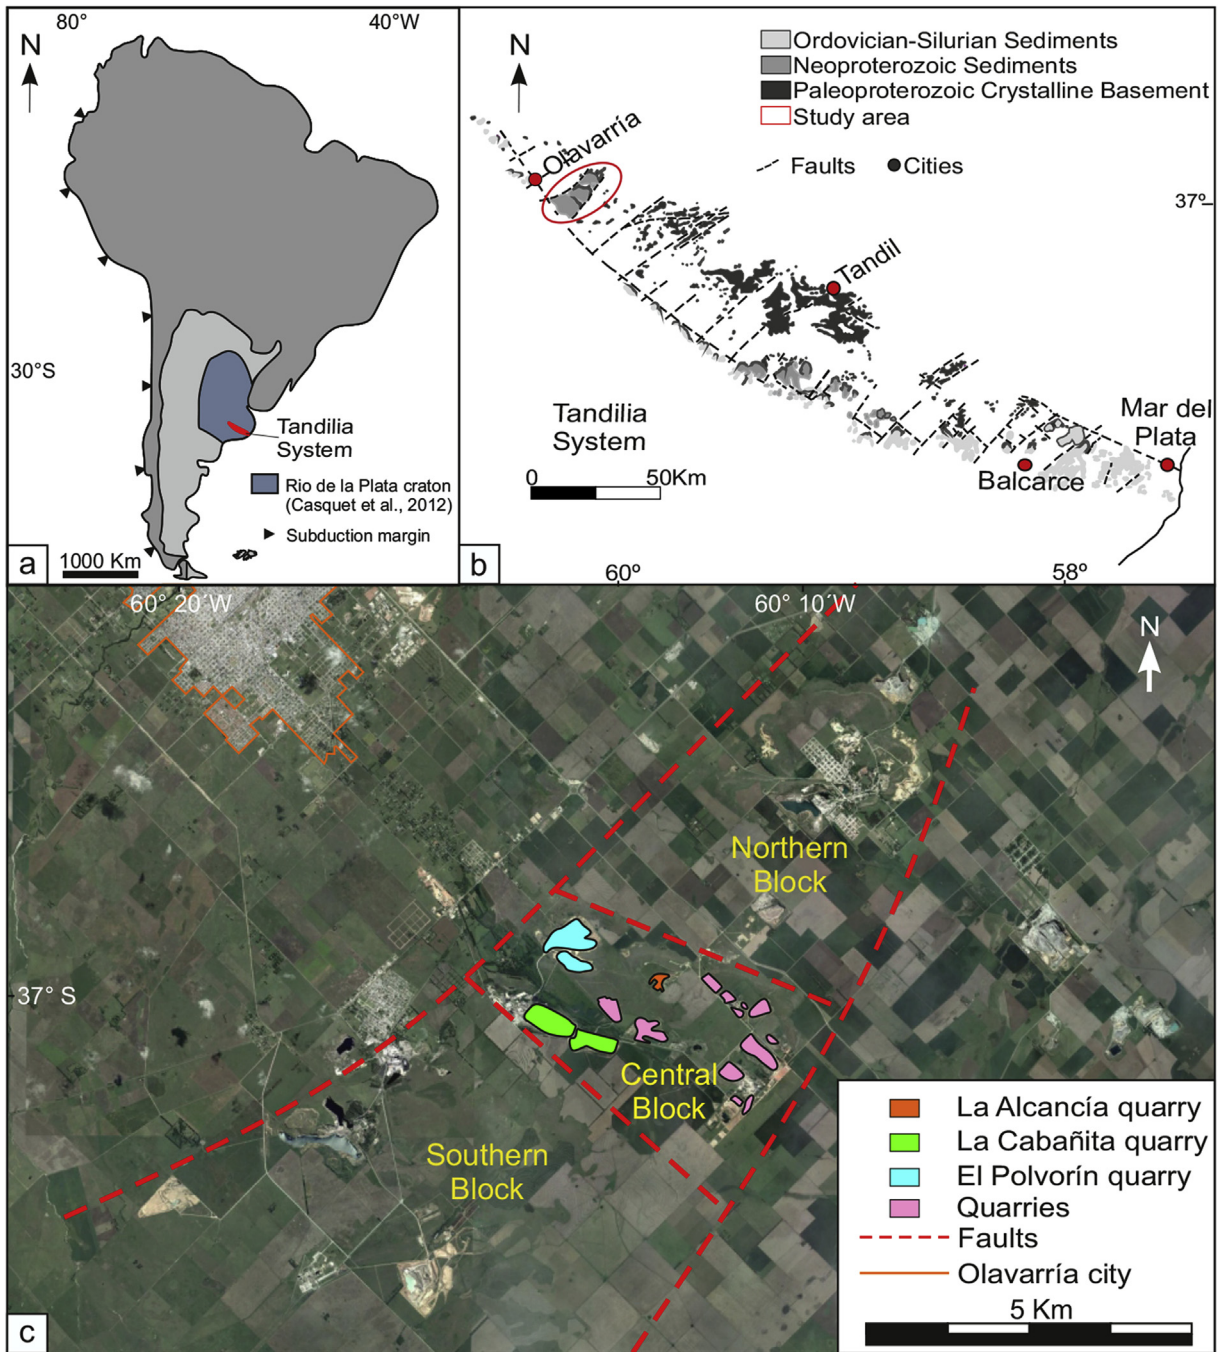 80°
40°W
N
30°S
Tandilia
System
Rio de la Plata craton
(Casquet et al., 2012)
Subduction margin
1000 Km
a
N
Ordovician-Silurian Sediments
Neoproterozoic Sediments
Paleoproterozoic Crystalline Basement
Study area
Faults
Cities
Olavarría
37º
Tandil
Tandilia
System
0
50Km
Mar del
Plata
Balcarce
b
60º
58º
60° 20´W
60° 10´W
N
Northern
Block
37° S
Central
Block
Southern
Block
La Alcancía quarry
La Cabañita quarry
El Polvorín quarry
Quarries
Faults
Olavarría city
5 Km
c